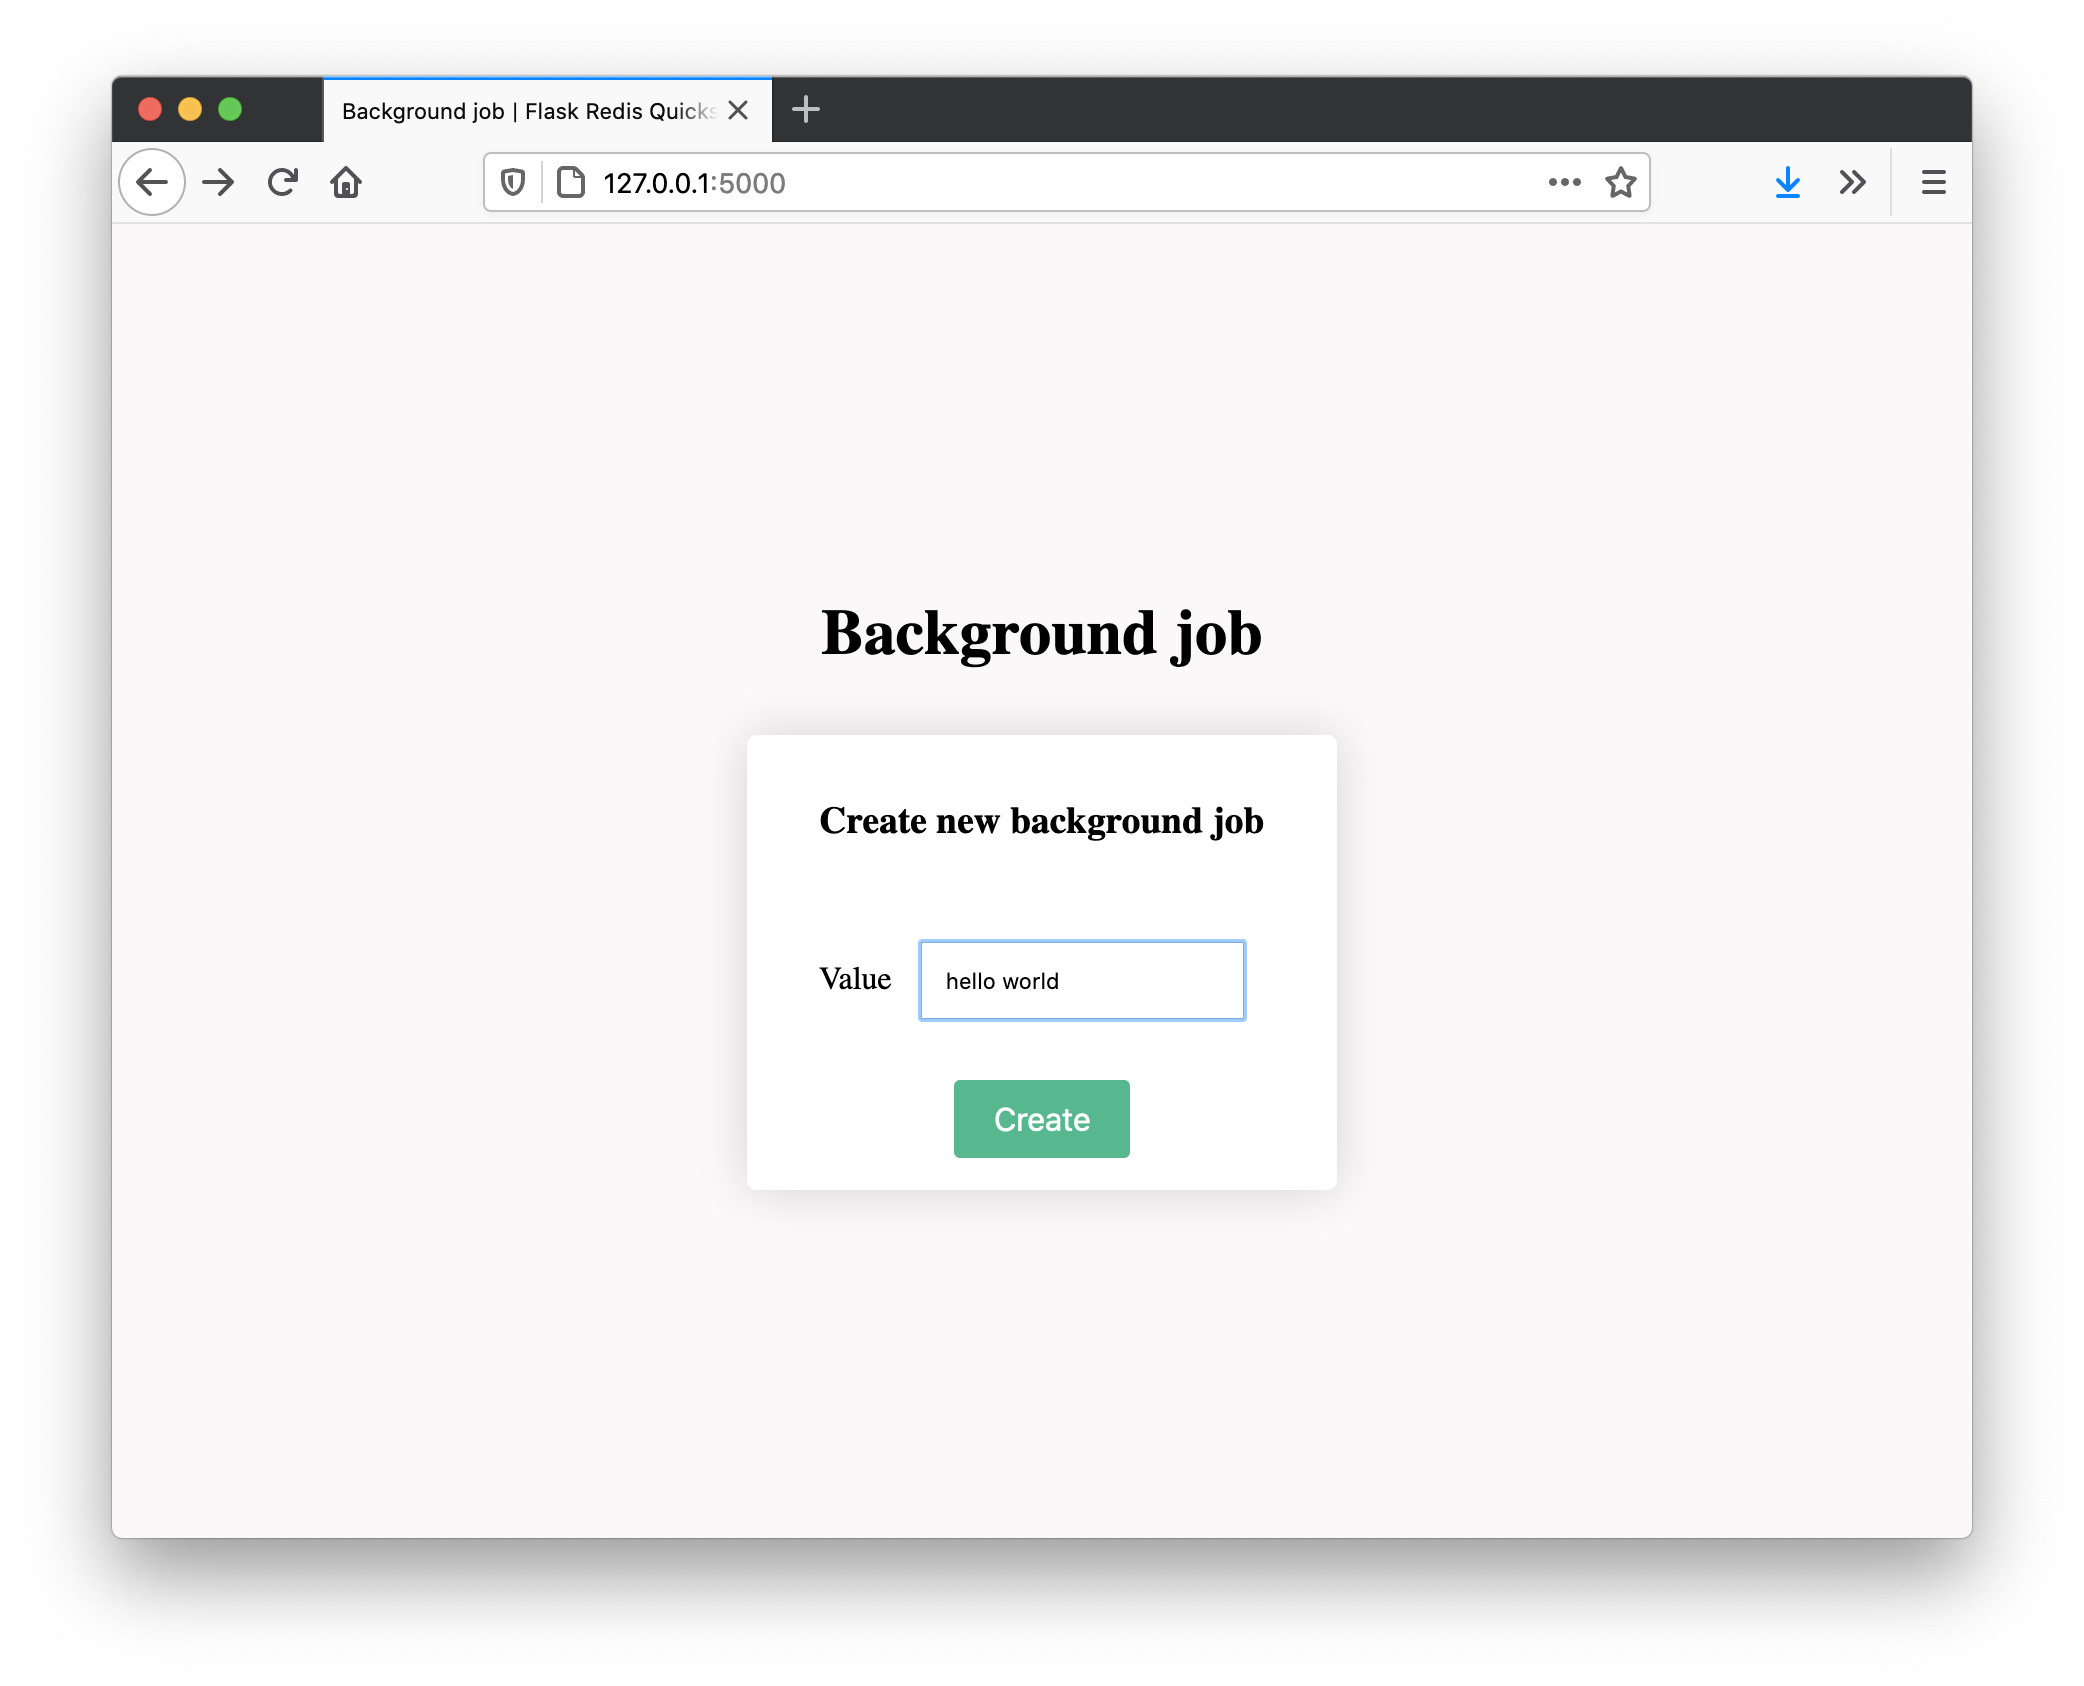 Background job | Flask Redis Quicks
127.0.0.1:5000
Background job
Create new background job
Value
hello world
Create